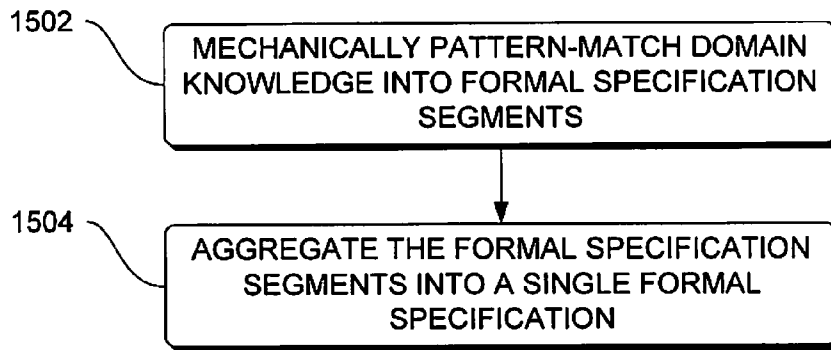 1502
MECHANICALLY PATTERN-MATCH DOMAIN
KNOWLEDGE INTO FORMAL SPECIFICATION
SEGMENTS
1504
AGGREGATE THE FORMAL SPECIFICATION
SEGMENTS INTO A SINGLE FORMAL
SPECIFICATION